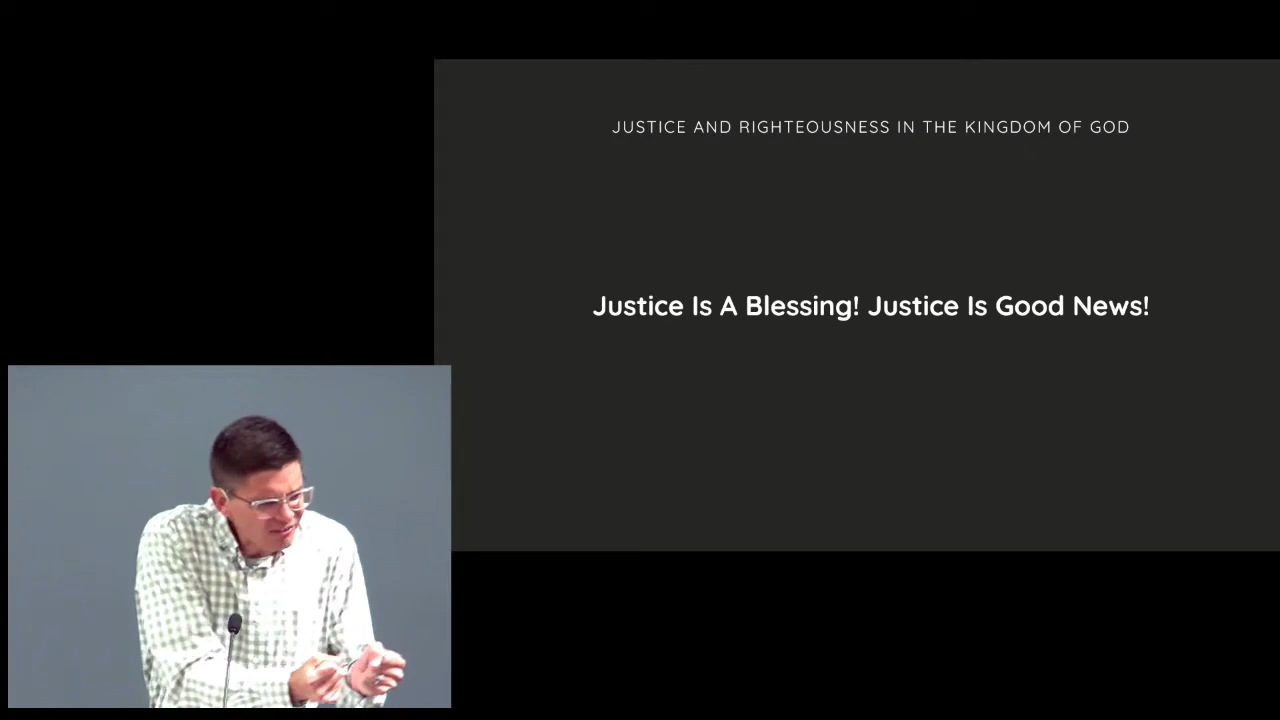 JUSTICE AND RIGHTEOUSNESS IN THE KINGDOM OF GOD
Justice Is A Blessing! Justice Is Good News!